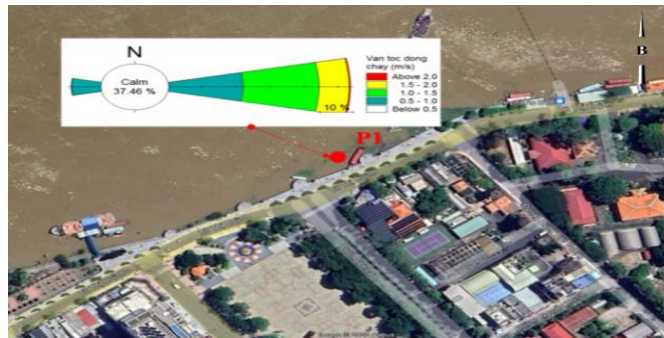 N
Calm
37.46 %
10 %
Van toc dong
chay (m/s)
Above 2.0
1.5 - 2.0
1.0 - 1.5
0.5 - 1.0
Below 0.5
B
P1